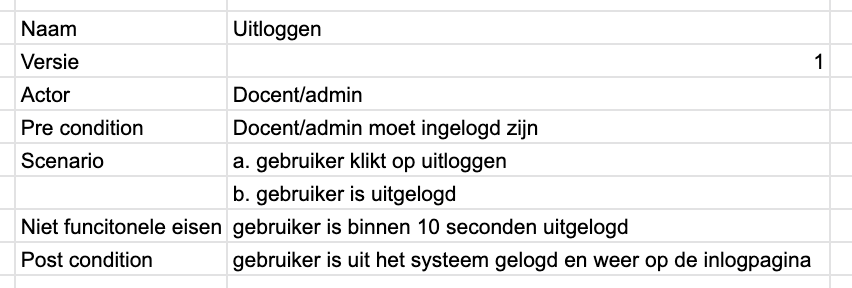 Naam Uitloggen
Versie 1
Actor Docent/admin
Pre condition Docent/admin moet ingelogd zijn
Scenario a. gebruiker klikt op uitloggen
b. gebruiker is uitgelogd
Niet funcitonele eisen gebruiker is binnen 10 seconden uitgelogd
Post condition gebruiker is uit het systeem gelogd en weer op de inlogpagina